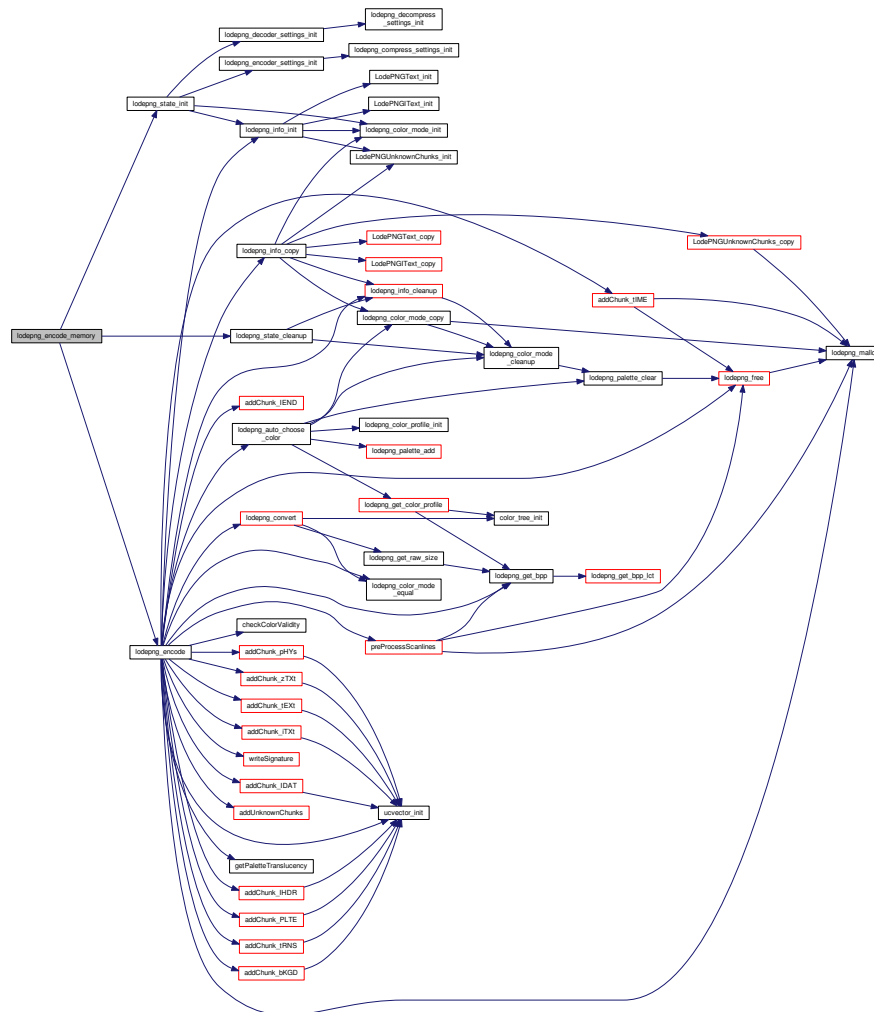 lodepng_decompress
_settings_init
lodepng_decoder_settings_init
lodepng_compress_settings_init
lodepng_encoder_settings_init
LodePNGText_init
lodepng_state_init
LodePNGIText_init
lodepng_info_init
lodepng_color_mode_init
LodePNGUnknownChunks_init
LodePNGText_copy
LodePNGUnknownChunks_copy
lodepng_info_copy
LodePNGIText_copy
lodepng_info_cleanup
addChunk_tIME
lodepng_color_mode_copy
lodepng_encode_memory
lodepng_state_cleanup
lodepng_color_mode
_cleanup
lodepng_malloc
lodepng_palette_clear
lodepng_free
addChunk_IEND
lodepng_auto_choose
_color
lodepng_color_profile_init
lodepng_palette_add
lodepng_get_color_profile
lodepng_convert
color_tree_init
lodepng_get_raw_size
lodepng_get_bpp
lodepng_get_bpp_lct
lodepng_color_mode
_equal
checkColorValidity
preProcessScanlines
lodepng_encode
addChunk_pHYs
addChunk_zTXt
addChunk_tEXt
addChunk_iTXt
writeSignature
addChunk_IDAT
addUnknownChunks
ucvector_init
getPaletteTranslucency
addChunk_IHDR
addChunk_PLTE
addChunk_tRNS
addChunk_bKGD